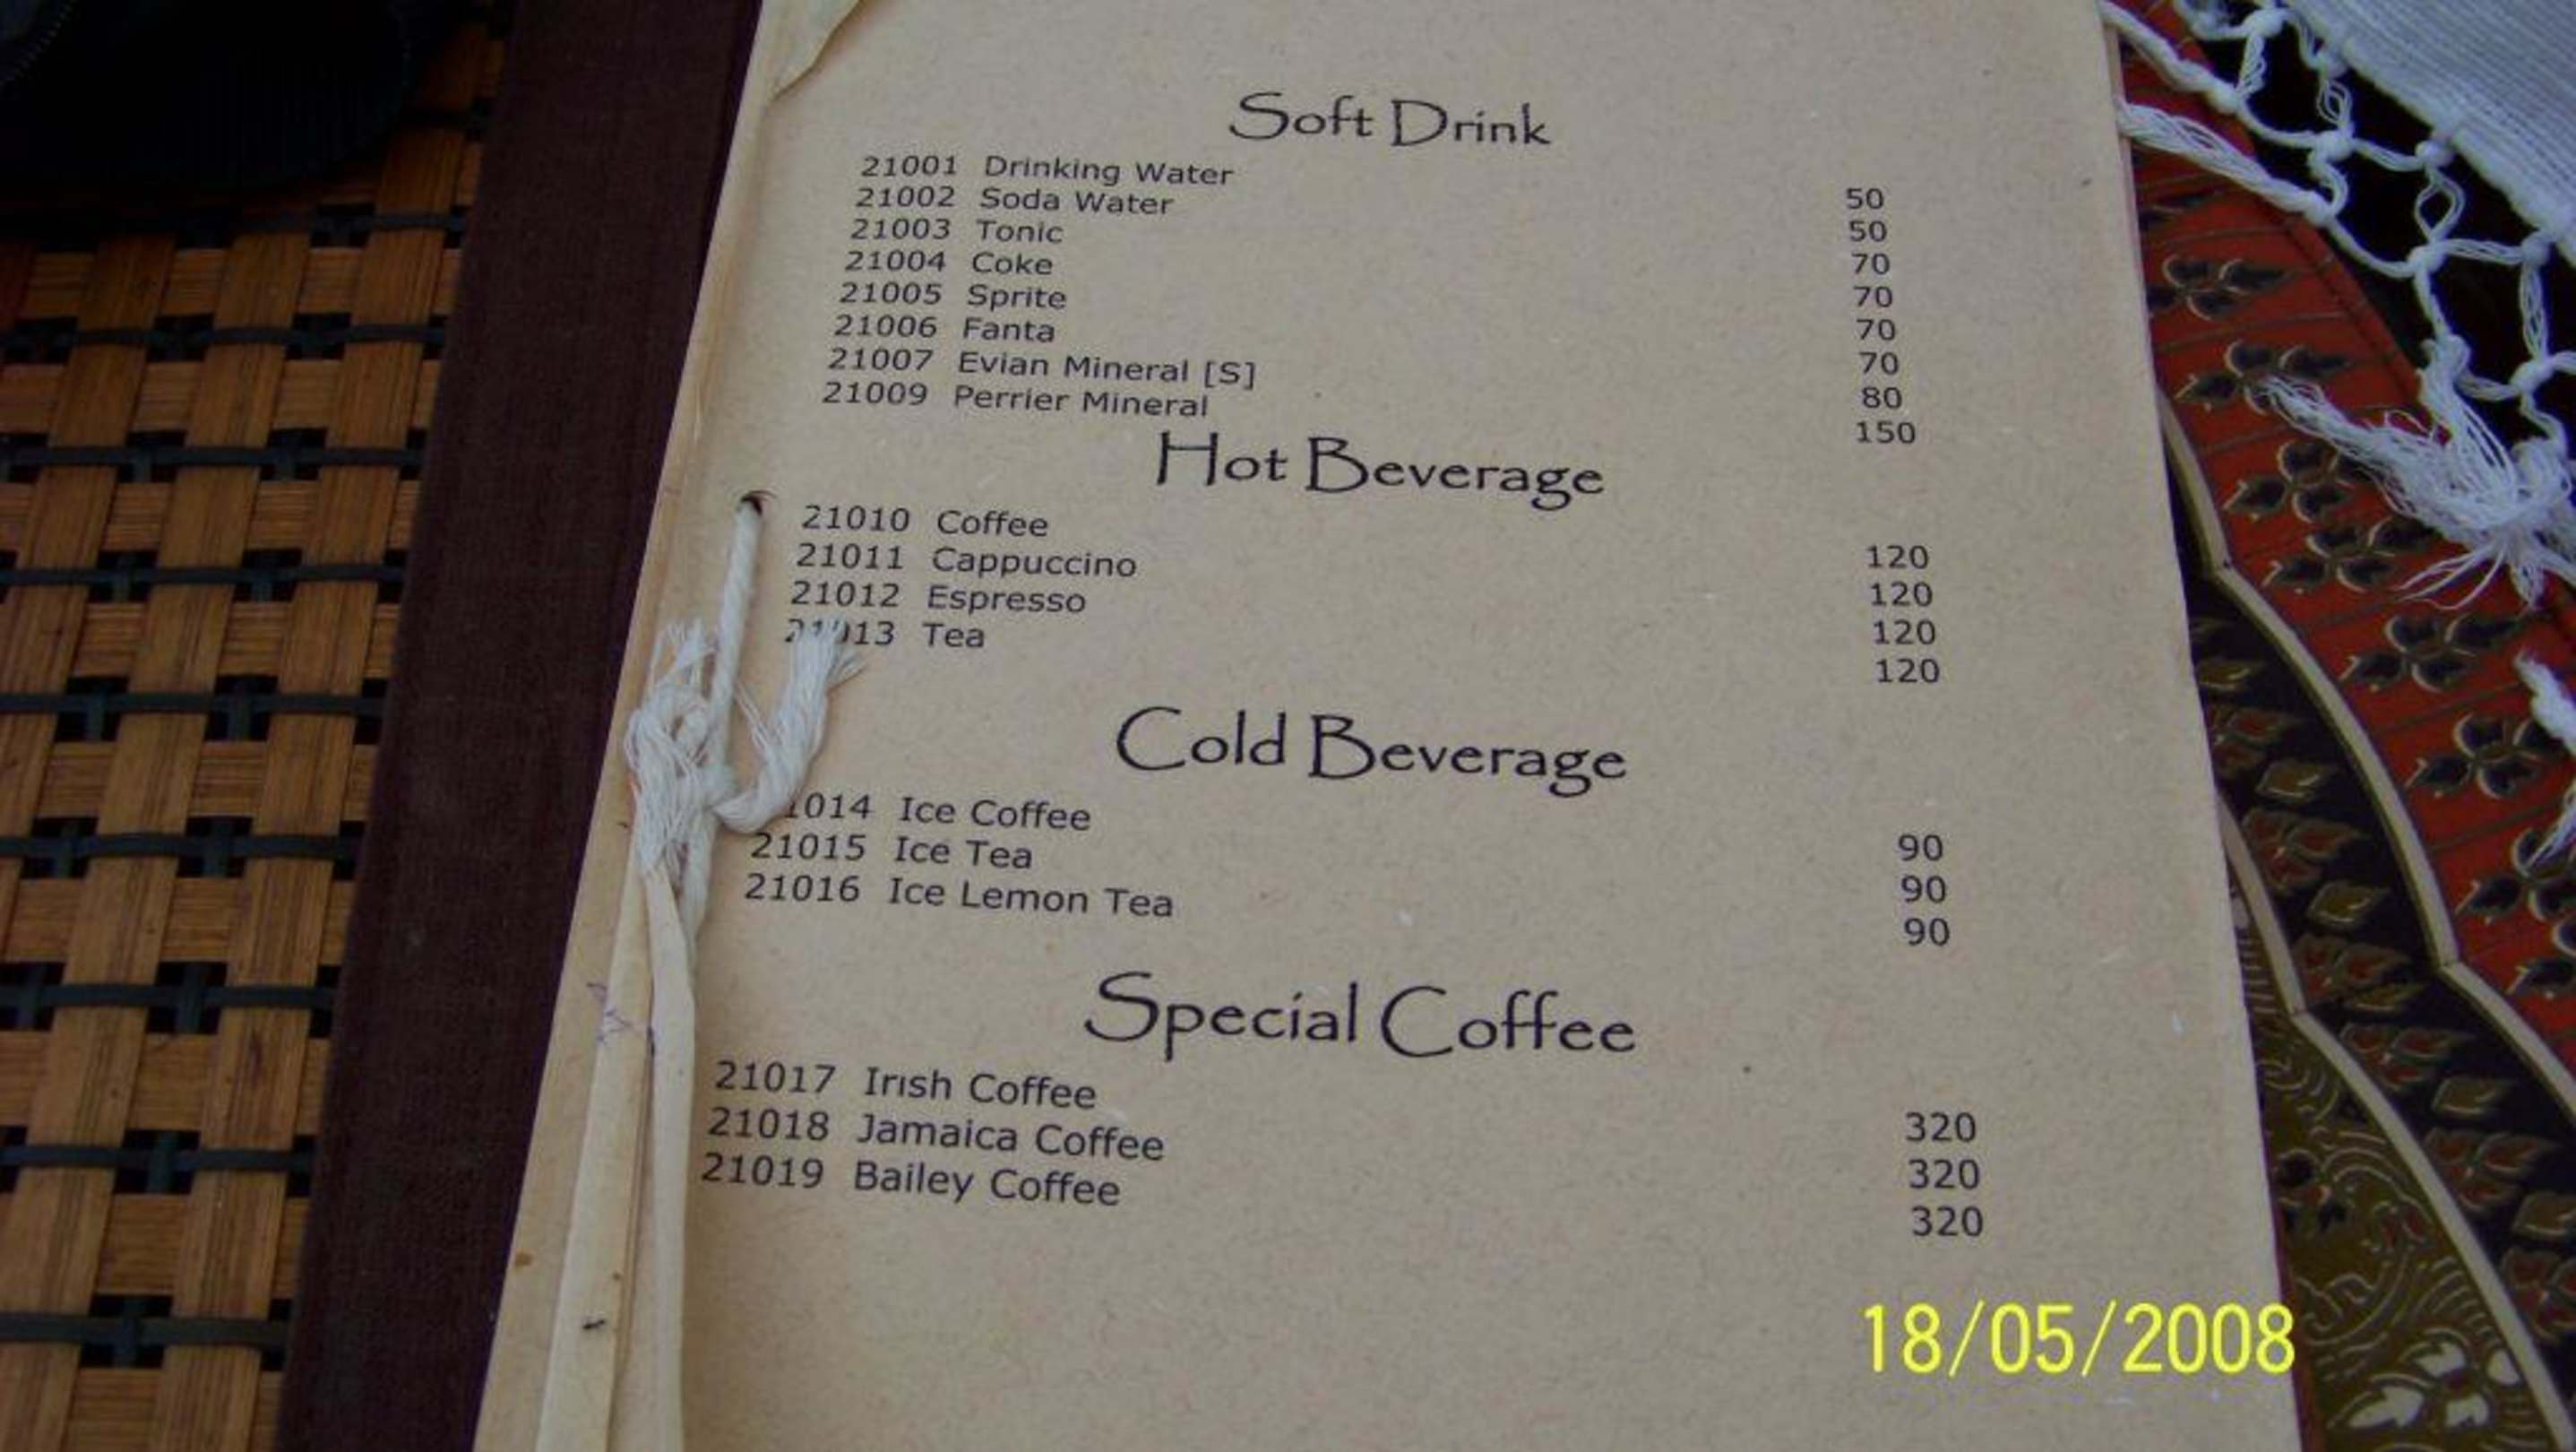 Soft Drink
21001 Drinking Water 50
21002 Soda Water 50
21003 Tonic 70
21004 Coke 70
21005 Sprite 70
21006 Fanta 70
21007 Evian Mineral [S] 80
21009 Perrier Mineral 150
Hot Beverage
21010 Coffee 120
21011 Cappuccino 120
21012 Espresso 120
21013 Tea 120
Cold Beverage
1014 Ice Coffee 90
21015 Ice Tea 90
21016 Ice Lemon Tea 90
Special Coffee
21017 Irish Coffee 320
21018 Jamaica Coffee 320
21019 Bailey Coffee 320
18/05/2008